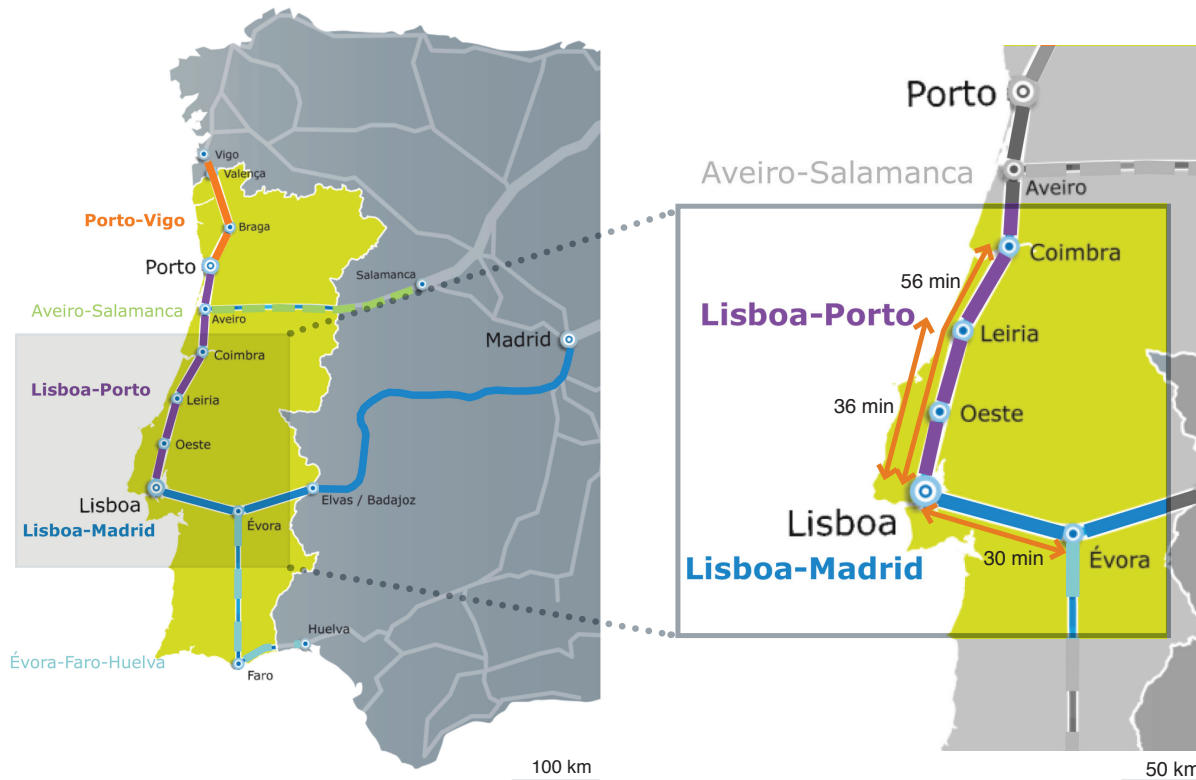 Vigo
Valença
Porto-Vigo
Braga
Porto
Salamanca
Aveiro-Salamanca
Aveiro
Madrid
Coimbra
Lisboa-Porto
Leiria
Oeste
Lisboa
Elvas / Badajoz
Évora
Lisboa-Madrid
Huelva
Évora-Faro-Huelva
Faro
100 km
Porto
Aveiro-Salamanca
Aveiro
Coimbra
56 min
Lisboa-Porto
Leiria
36 min
Oeste
Lisboa
30 min
Évora
Lisboa-Madrid
50 km